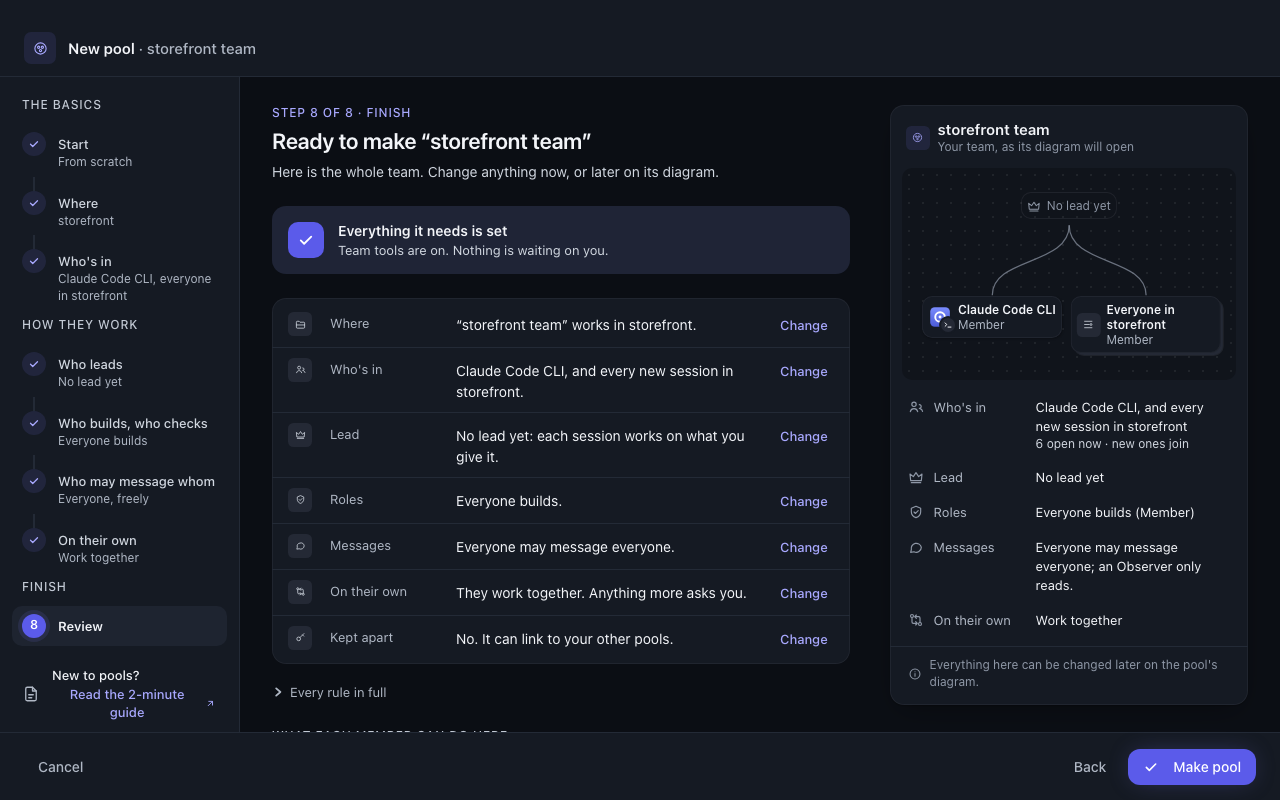 New pool · storefront team
THE BASICS
Start
From scratch
Where
storefront
Who's in
Claude Code CLI, everyone
in storefront
HOW THEY WORK
Who leads
No lead yet
Who builds, who checks
Everyone builds
Who may message whom
Everyone, freely
On their own
Work together
FINISH
8
Review
New to pools?
Read the 2-minute
guide
STEP 8 OF 8 · FINISH
Ready to make “storefront team”
Here is the whole team. Change anything now, or later on its diagram.
Everything it needs is set
Team tools are on. Nothing is waiting on you.
Where
“storefront team” works in storefront.
Change
Who's in
Claude Code CLI, and every new session in
storefront.
Change
Lead
No lead yet: each session works on what you
give it.
Change
Roles
Everyone builds.
Change
Messages
Everyone may message everyone.
Change
On their own
They work together. Anything more asks you.
Change
Kept apart
No. It can link to your other pools.
Change
Every rule in full
WHAT EACH MEMBER CAN DO HERE
storefront team
Your team, as its diagram will open
No lead yet
Claude Code CLI
Member
Everyone in
storefront
Member
Who's in
Claude Code CLI, and every
new session in storefront
6 open now · new ones join
Lead
No lead yet
Roles
Everyone builds (Member)
Messages
Everyone may message
everyone; an Observer only
reads.
On their own
Work together
Everything here can be changed later on the pool's
diagram.
Cancel
Back
Make pool